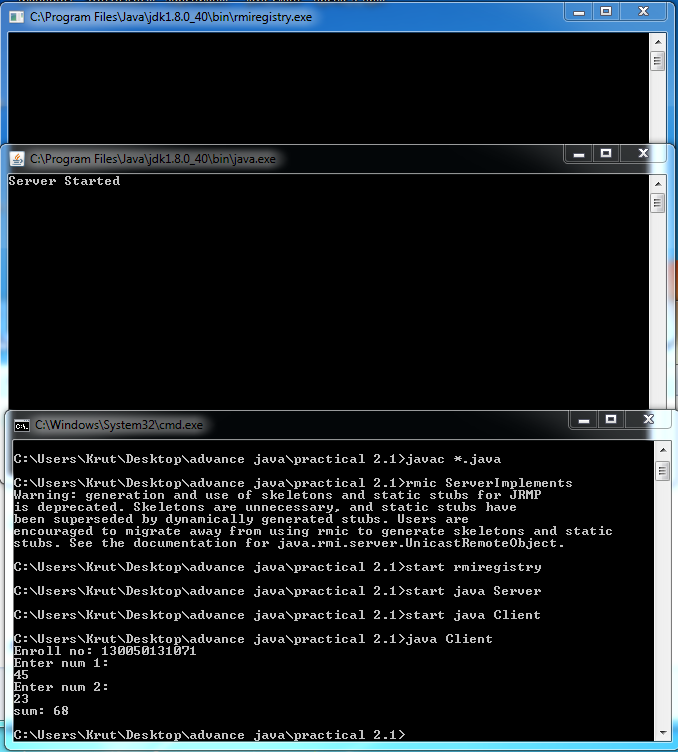 C:\Program Files\Java\jdk1.8.0_40\bin\rmiregistry.exe
C:\Program Files\Java\jdk1.8.0_40\bin\java.exe
Server Started
C:\Windows\System32\cmd.exe
C:\Users\Krut\Desktop\advance java\practical 2.1>javac *.java
C:\Users\Krut\Desktop\advance java\practical 2.1>rmic ServerImplements
Warning: generation and use of skeletons and static stubs for JRMP
is deprecated. Skeletons are unnecessary, and static stubs have
been superseded by dynamically generated stubs. Users are
encouraged to migrate away from using rmic to generate skeletons and static
stubs. See the documentation for java.rmi.server.UnicastRemoteObject.
C:\Users\Krut\Desktop\advance java\practical 2.1>start rmiregistry
C:\Users\Krut\Desktop\advance java\practical 2.1>start java Server
C:\Users\Krut\Desktop\advance java\practical 2.1>start java Client
C:\Users\Krut\Desktop\advance java\practical 2.1>java Client
Enroll no: 130050131071
Enter num 1:
45
Enter num 2:
23
sum: 68
C:\Users\Krut\Desktop\advance java\practical 2.1>